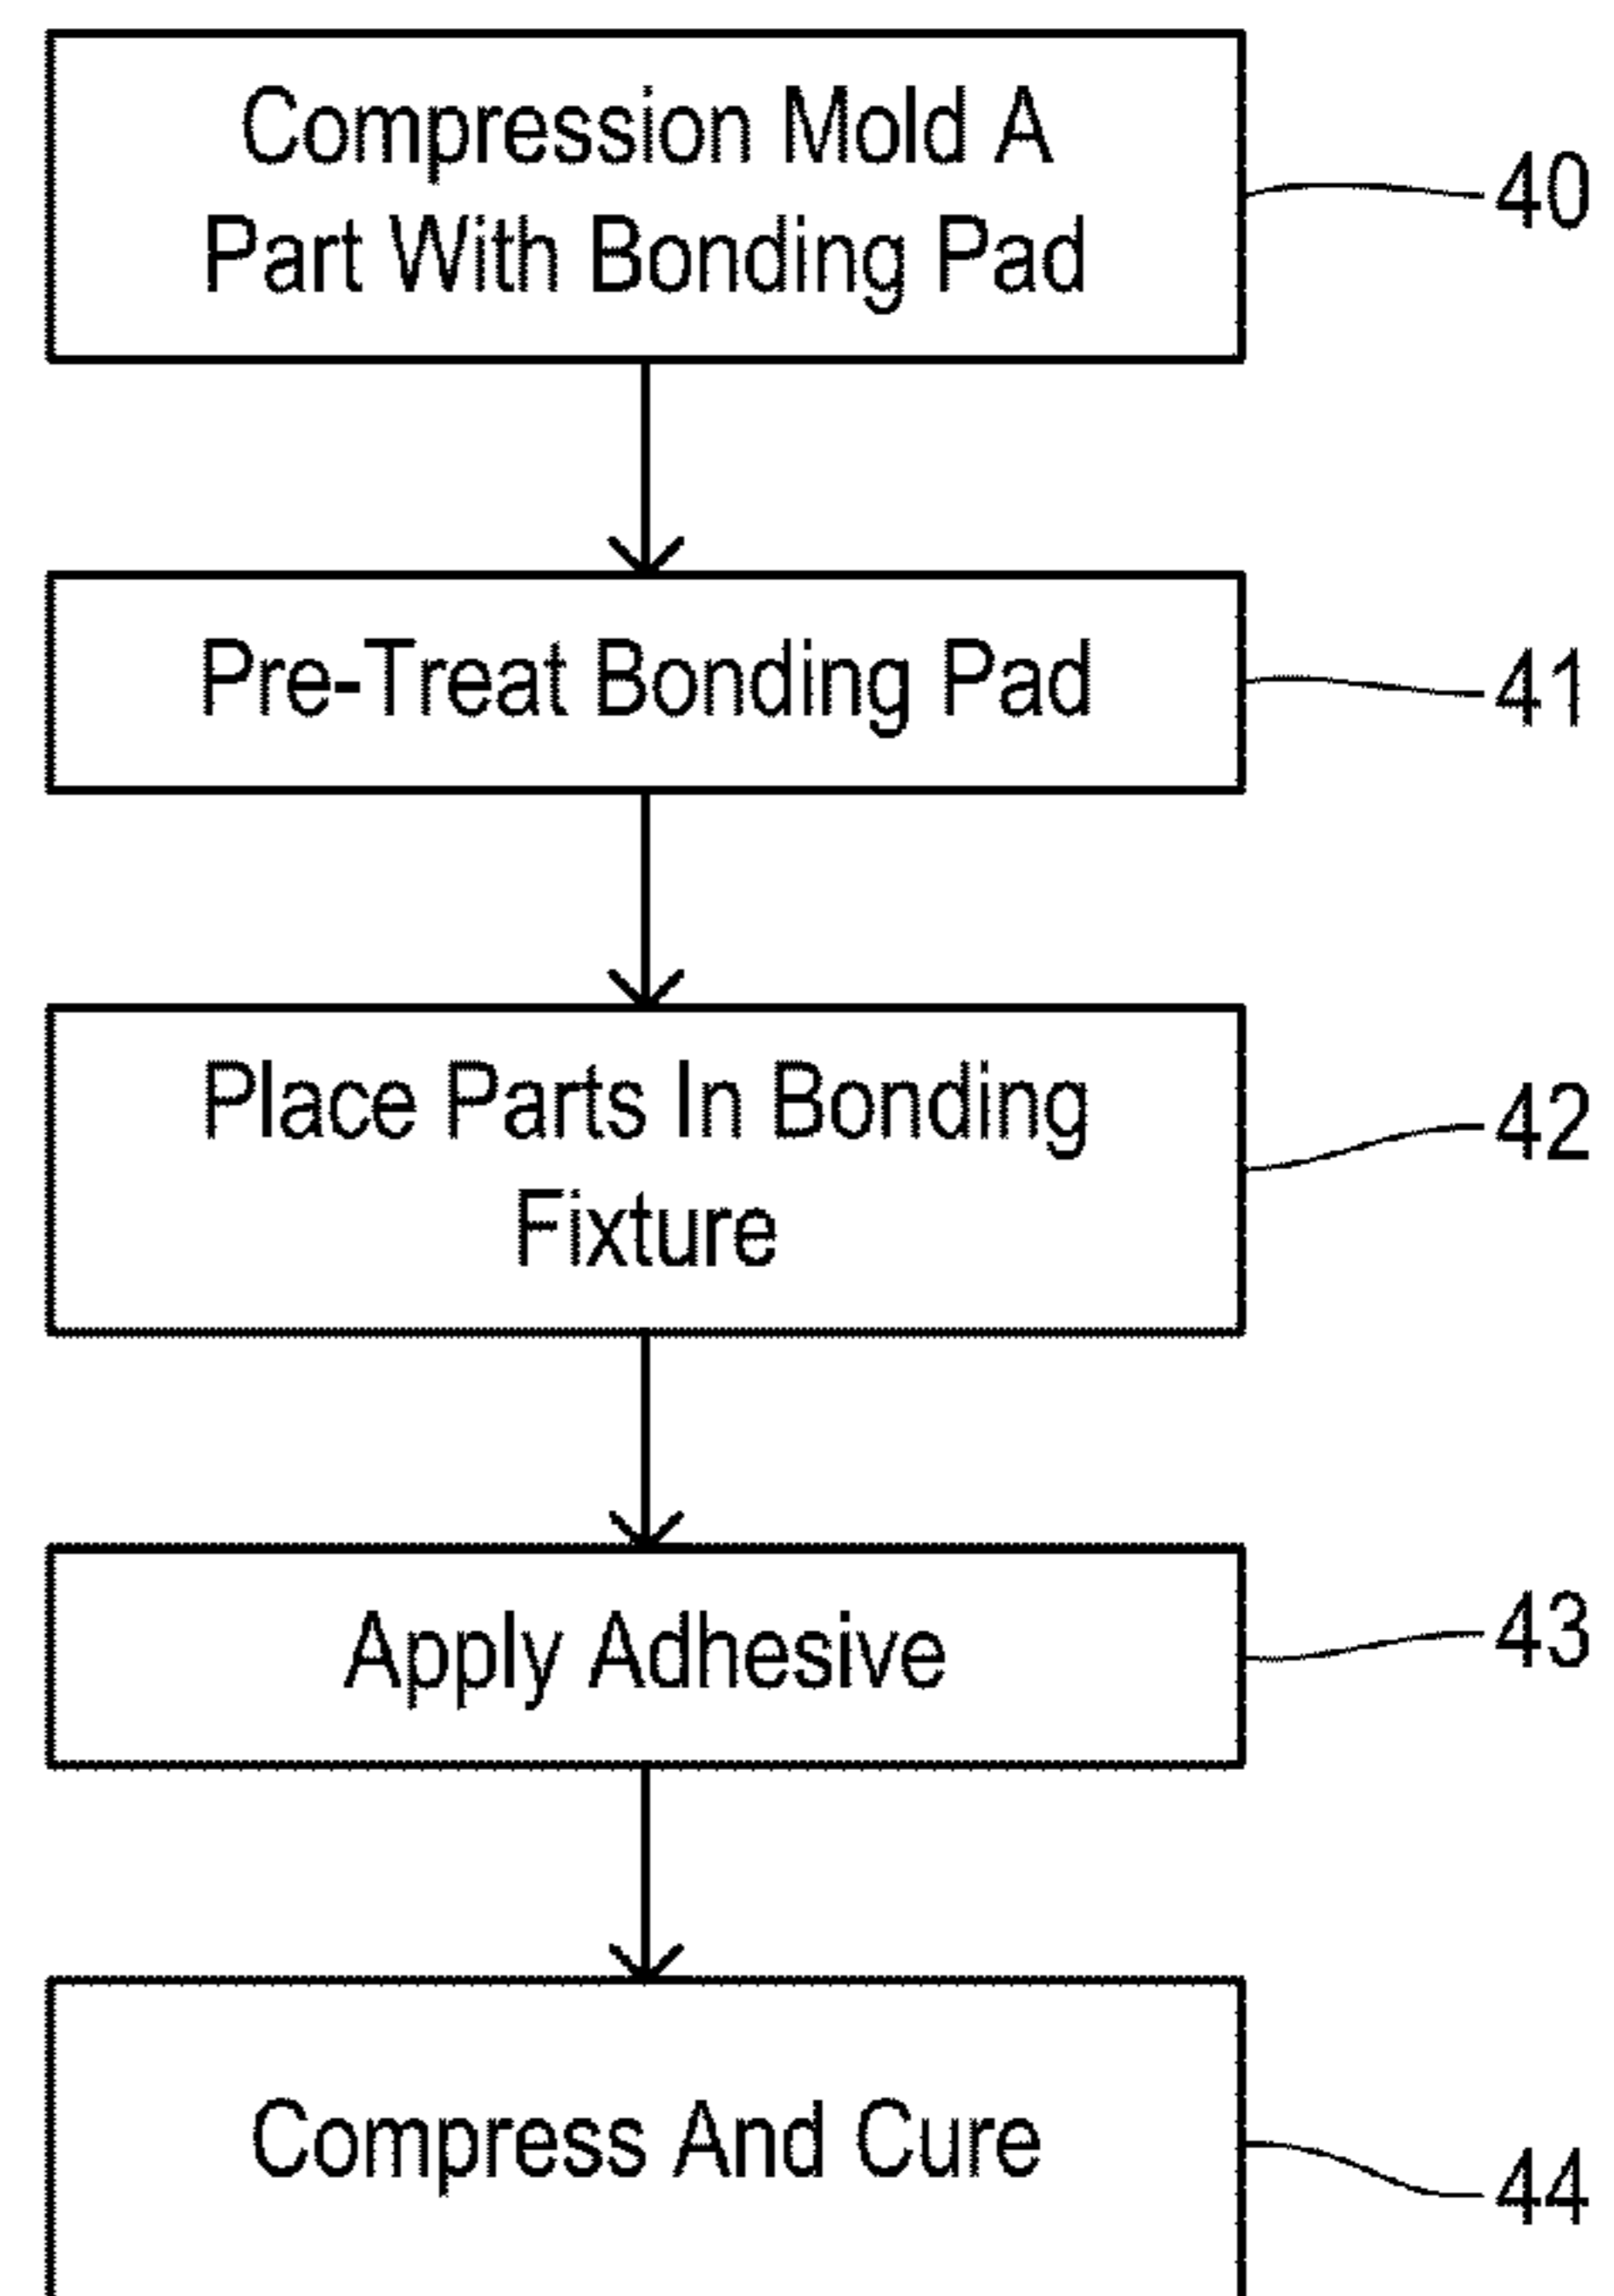 Compression Mold A
Part With Bonding Pad
40
Pre-Treat Bonding Pad
41
Place Parts In Bonding
Fixture
42
Apply Adhesive
43
Compress And Cure
44